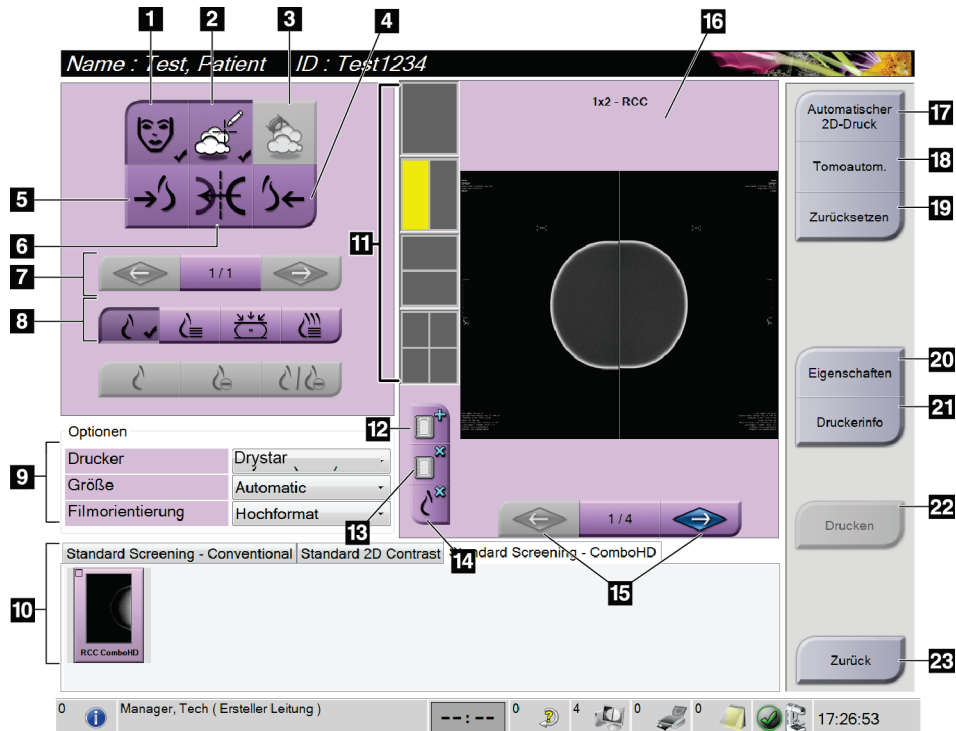 1
2
3
4
16
Name : Test, Patient ID : Test1234
1x2 - RCC
Automatischer
2D-Druck
17
Tomoautom.
18
Zurücksetzen
19
5
6
11
7
1/1
8
Eigenschaften
20
Druckerinfo
21
Optionen
12
9
Drucker
Drystar
Größe
Automatic
Filmorientierung
Hochformat
13
14
1/4
15
Drucken
22
10
Standard Screening - Conventional
Standard 2D Contrast
ndard Screening - ComboHD
RCC ComboHD
Zurück
23
0
Manager, Tech ( Ersteller Leitung )
--:--
0
4
0
0
17:26:53